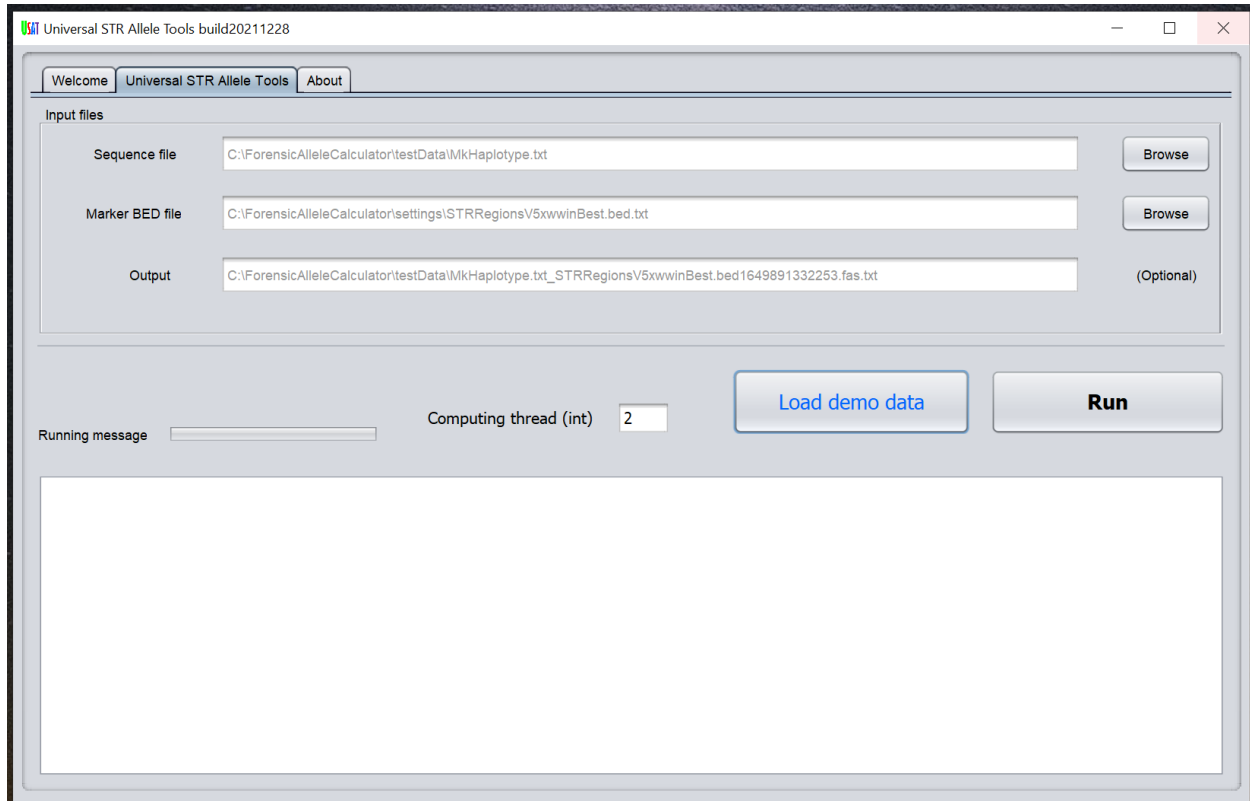 USAT Universal STR Allele Tools build20211228
Welcome Universal STR Allele Tools About
Input files
Sequence file C:\ForensicAlleleCalculator\testData\MkHaplotype.txt Browse
Marker BED file C:\ForensicAlleleCalculator\settings\STRRegionsV5xwwinBest.bed.txt Browse
Output C:\ForensicAlleleCalculator\testData\MkHaplotype.txt_STRRegionsV5xwwinBest.bed1649891332253.fas.txt (Optional)
Load demo data Run
Computing thread (int) 2
Running message